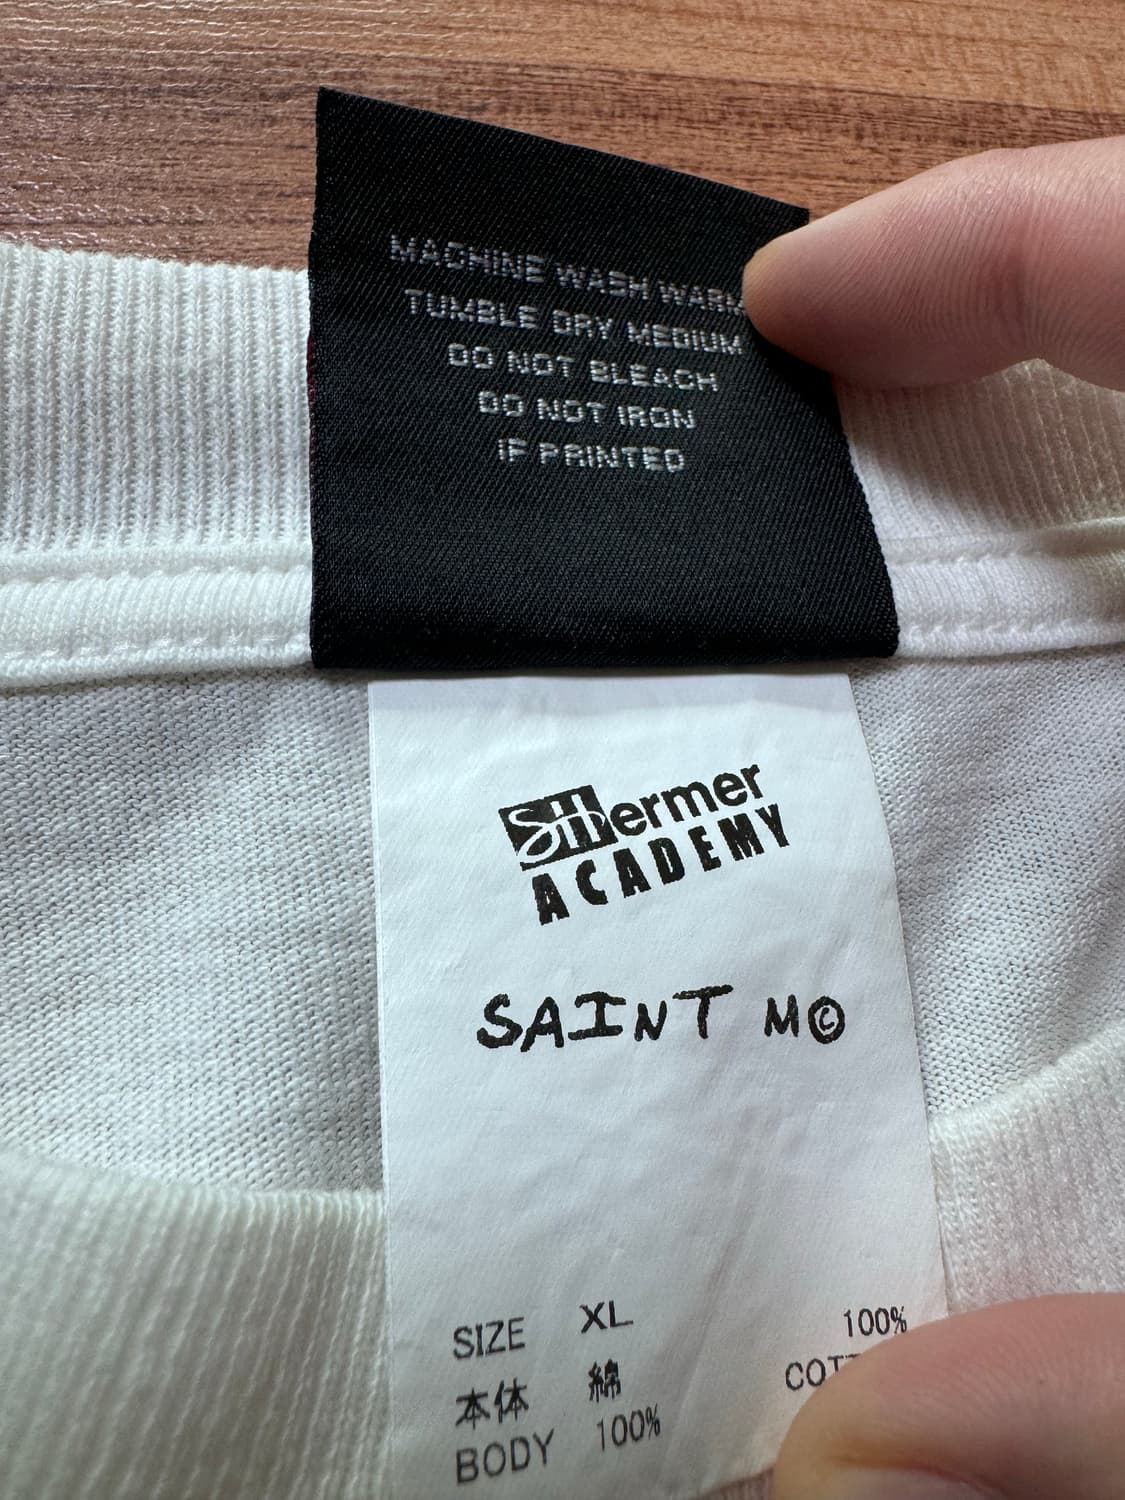 MACHINE WASH WARM
TUMBLE DRY MEDIUM
DO NOT BLEACH
DO NOT IRON
IF PRINTED
SHermer
ACADEMY
SAINT M©
SIZE XL
本体 綿 100%
BODY 100% COTT